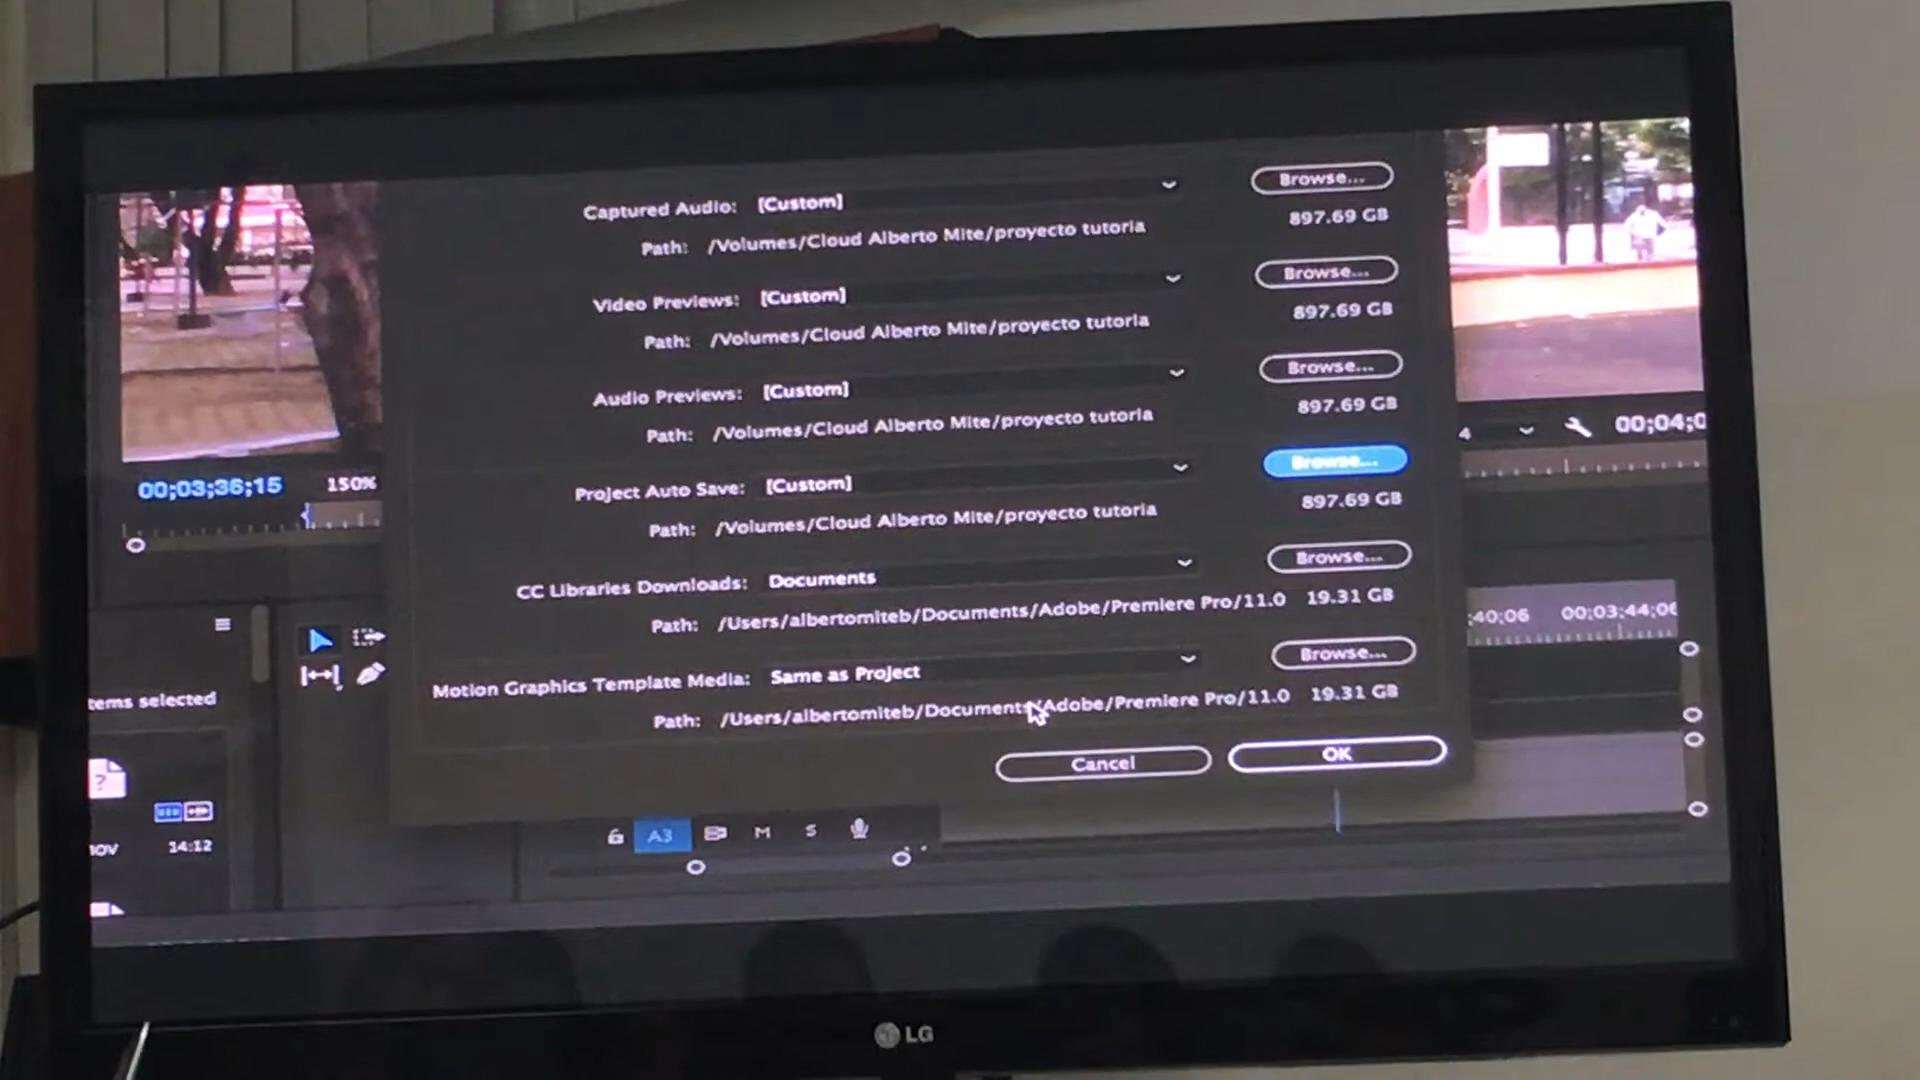 Captured Audio: [Custom] Browse...
Path: /Volumes/Cloud Alberto Mite/proyecto tutoria 897.69 GB
Video Previews: [Custom] Browse...
Path: /Volumes/Cloud Alberto Mite/proyecto tutoria 897.69 GB
Audio Previews: [Custom] Browse...
Path: /Volumes/Cloud Alberto Mite/proyecto tutoria 897.69 GB
4 00;04;0
Project Auto Save: [Custom] Browse...
00;03;36;15 150%
Path: /Volumes/Cloud Alberto Mite/proyecto tutoria 897.69 GB
CC Libraries Downloads: Documents Browse...
Path: /Users/albertomiteb/Documents/Adobe/Premiere Pro/11.0 19.31 GB
;40;06 00;03;44;06
Motion Graphics Template Media: Same as Project Browse...
tems selected
Path: /Users/albertomiteb/Documents/Adobe/Premiere Pro/11.0 19.31 GB
Cancel OK
A3 M S
14:12
LG